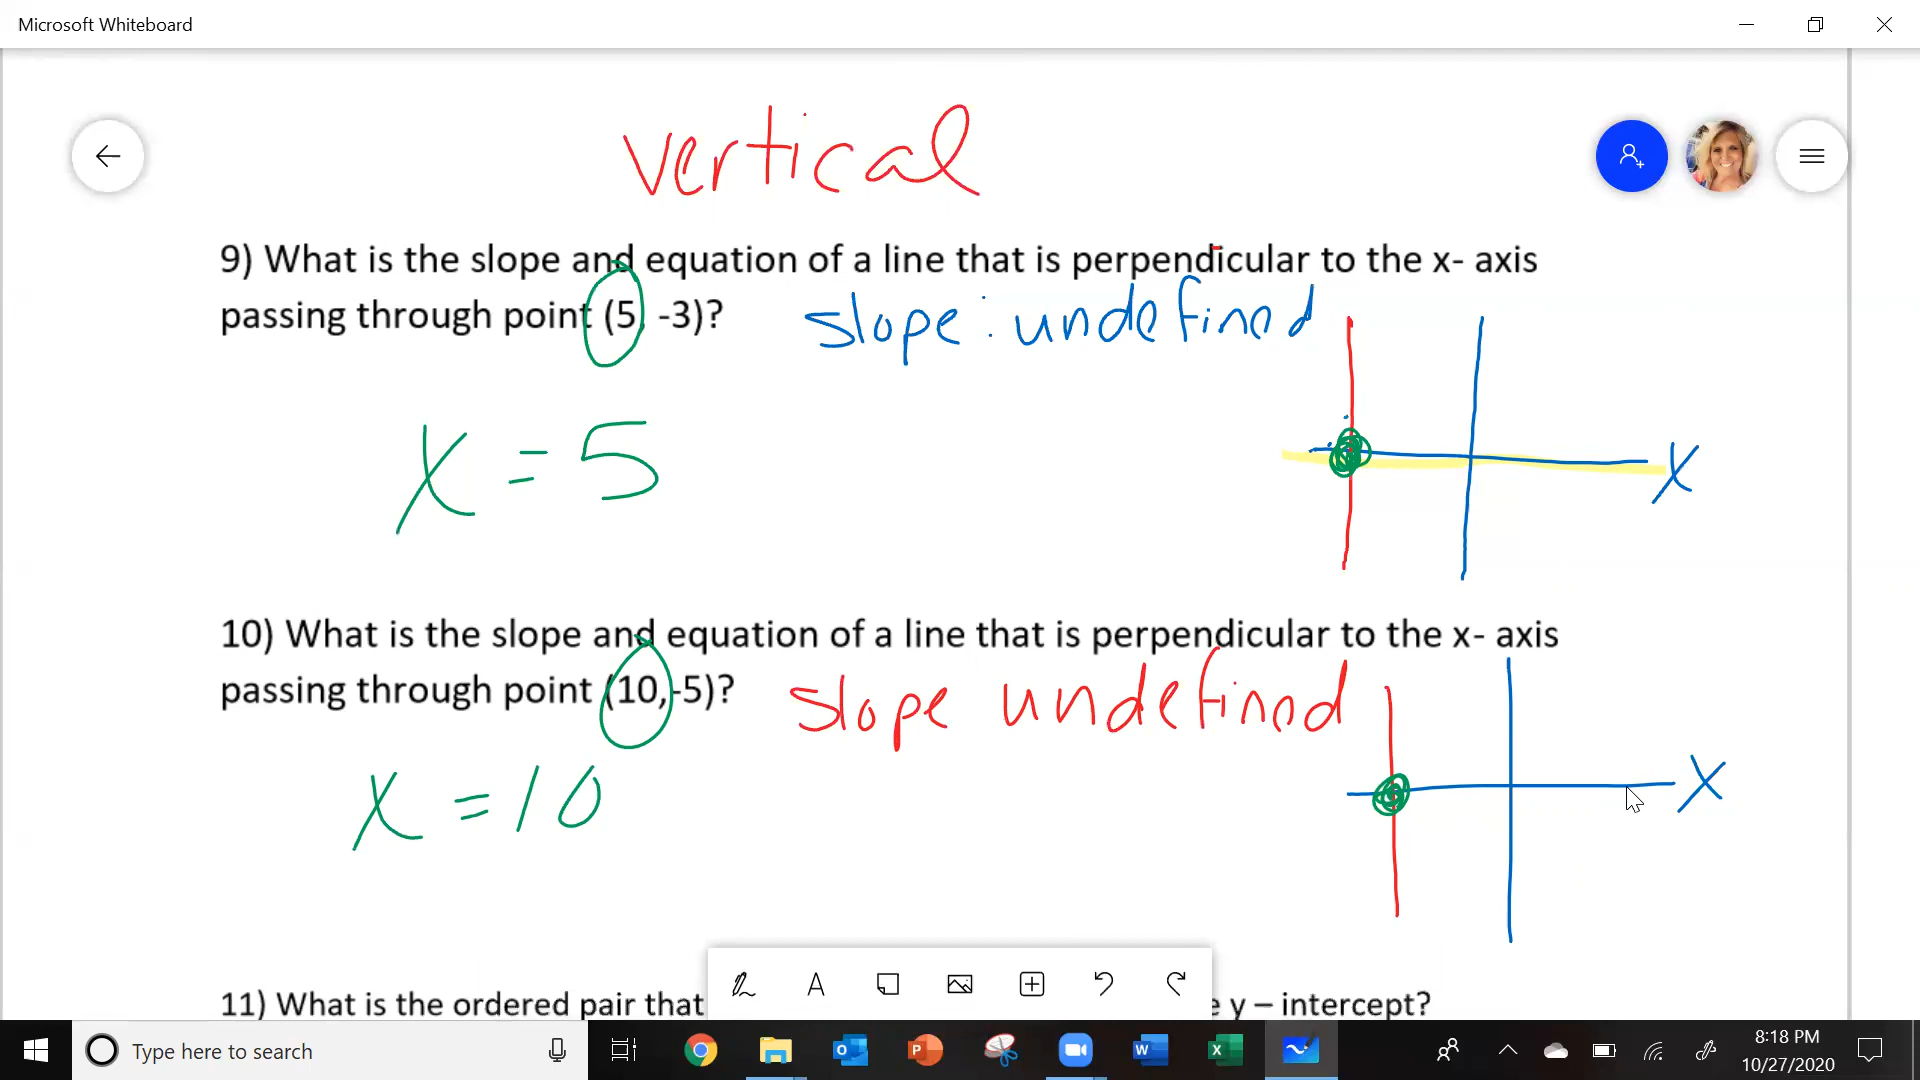 Microsoft Whiteboard
vertical
9) What is the slope and equation of a line that is perpendicular to the x- axis
passing through point (5, -3)?
slope: undefined
x = 5
X
10) What is the slope and equation of a line that is perpendicular to the x- axis
passing through point (10,-5)?
slope undefined
x = 10
X
11) What is the ordered pair that
e y – intercept?
Type here to search
8:18 PM
10/27/2020